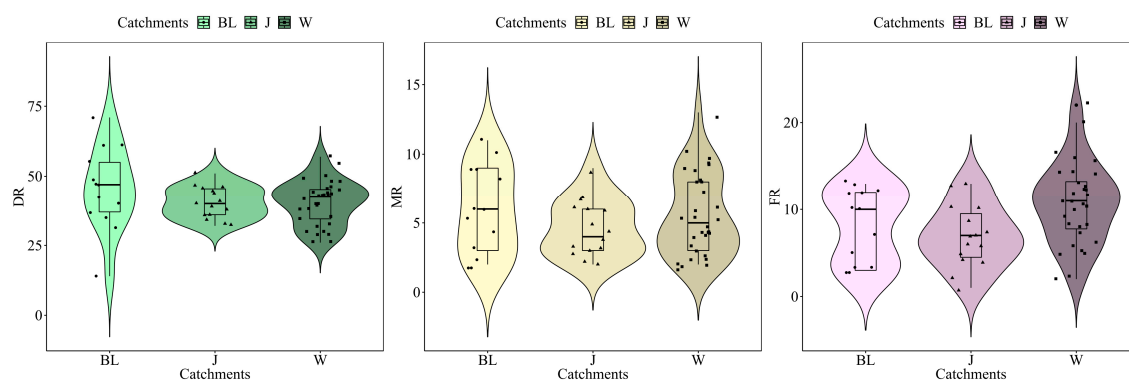 Catchments BL J W
DR
75
50
25
0
BL J W
Catchments
Catchments BL J W
MR
15
10
5
0
BL J W
Catchments
Catchments BL J W
FR
20
10
0
BL J W
Catchments